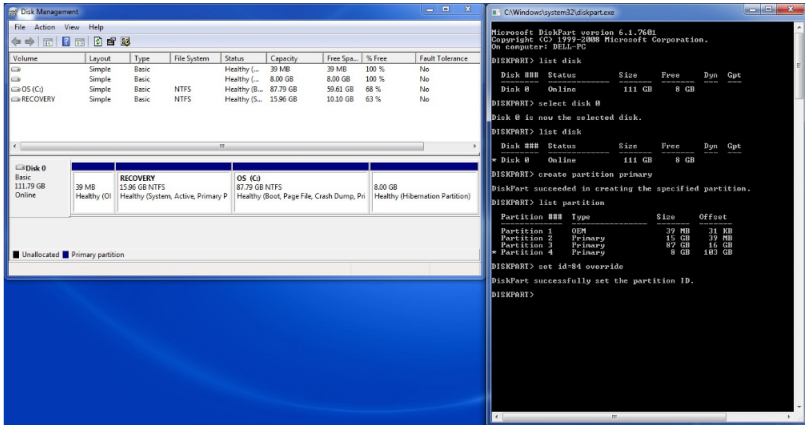 Disk Management
File Action View Help
Volume Layout Type File System Status Capacity Free Spa... % Free Fault Tolerance
Simple Basic Healthy (... 39 MB 39 MB 100 % No
Simple Basic Healthy (... 8.00 GB 8.00 GB 100 % No
OS (C:) Simple Basic NTFS Healthy (B... 87.79 GB 59.61 GB 68 % No
RECOVERY Simple Basic NTFS Healthy (S... 15.96 GB 10.10 GB 63 % No
Disk 0
Basic
111.79 GB
Online
39 MB
Healthy (OI
RECOVERY
15.96 GB NTFS
Healthy (System, Active, Primary P
OS (C:)
87.79 GB NTFS
Healthy (Boot, Page File, Crash Dump, Pri
8.00 GB
Healthy (Hibernation Partition)
Unallocated Primary partition
C:\Windows\system32\diskpart.exe
Microsoft DiskPart version 6.1.7601
Copyright (C) 1999-2008 Microsoft Corporation.
On computer: DELL-PC
DISKPART> list disk
Disk ### Status Size Free Dyn Gpt
Disk 0 Online 111 GB 8 GB
DISKPART> select disk 0
Disk 0 is now the selected disk.
DISKPART> list disk
Disk ### Status Size Free Dyn Gpt
* Disk 0 Online 111 GB 8 GB
DISKPART> create partition primary
DiskPart succeeded in creating the specified partition.
DISKPART> list partition
Partition ### Type Size Offset
Partition 1 OEM 39 MB 31 KB
Partition 2 Primary 15 GB 39 MB
Partition 3 Primary 87 GB 16 GB
* Partition 4 Primary 8 GB 103 GB
DISKPART> set id=84 override
DiskPart successfully set the partition ID.
DISKPART>